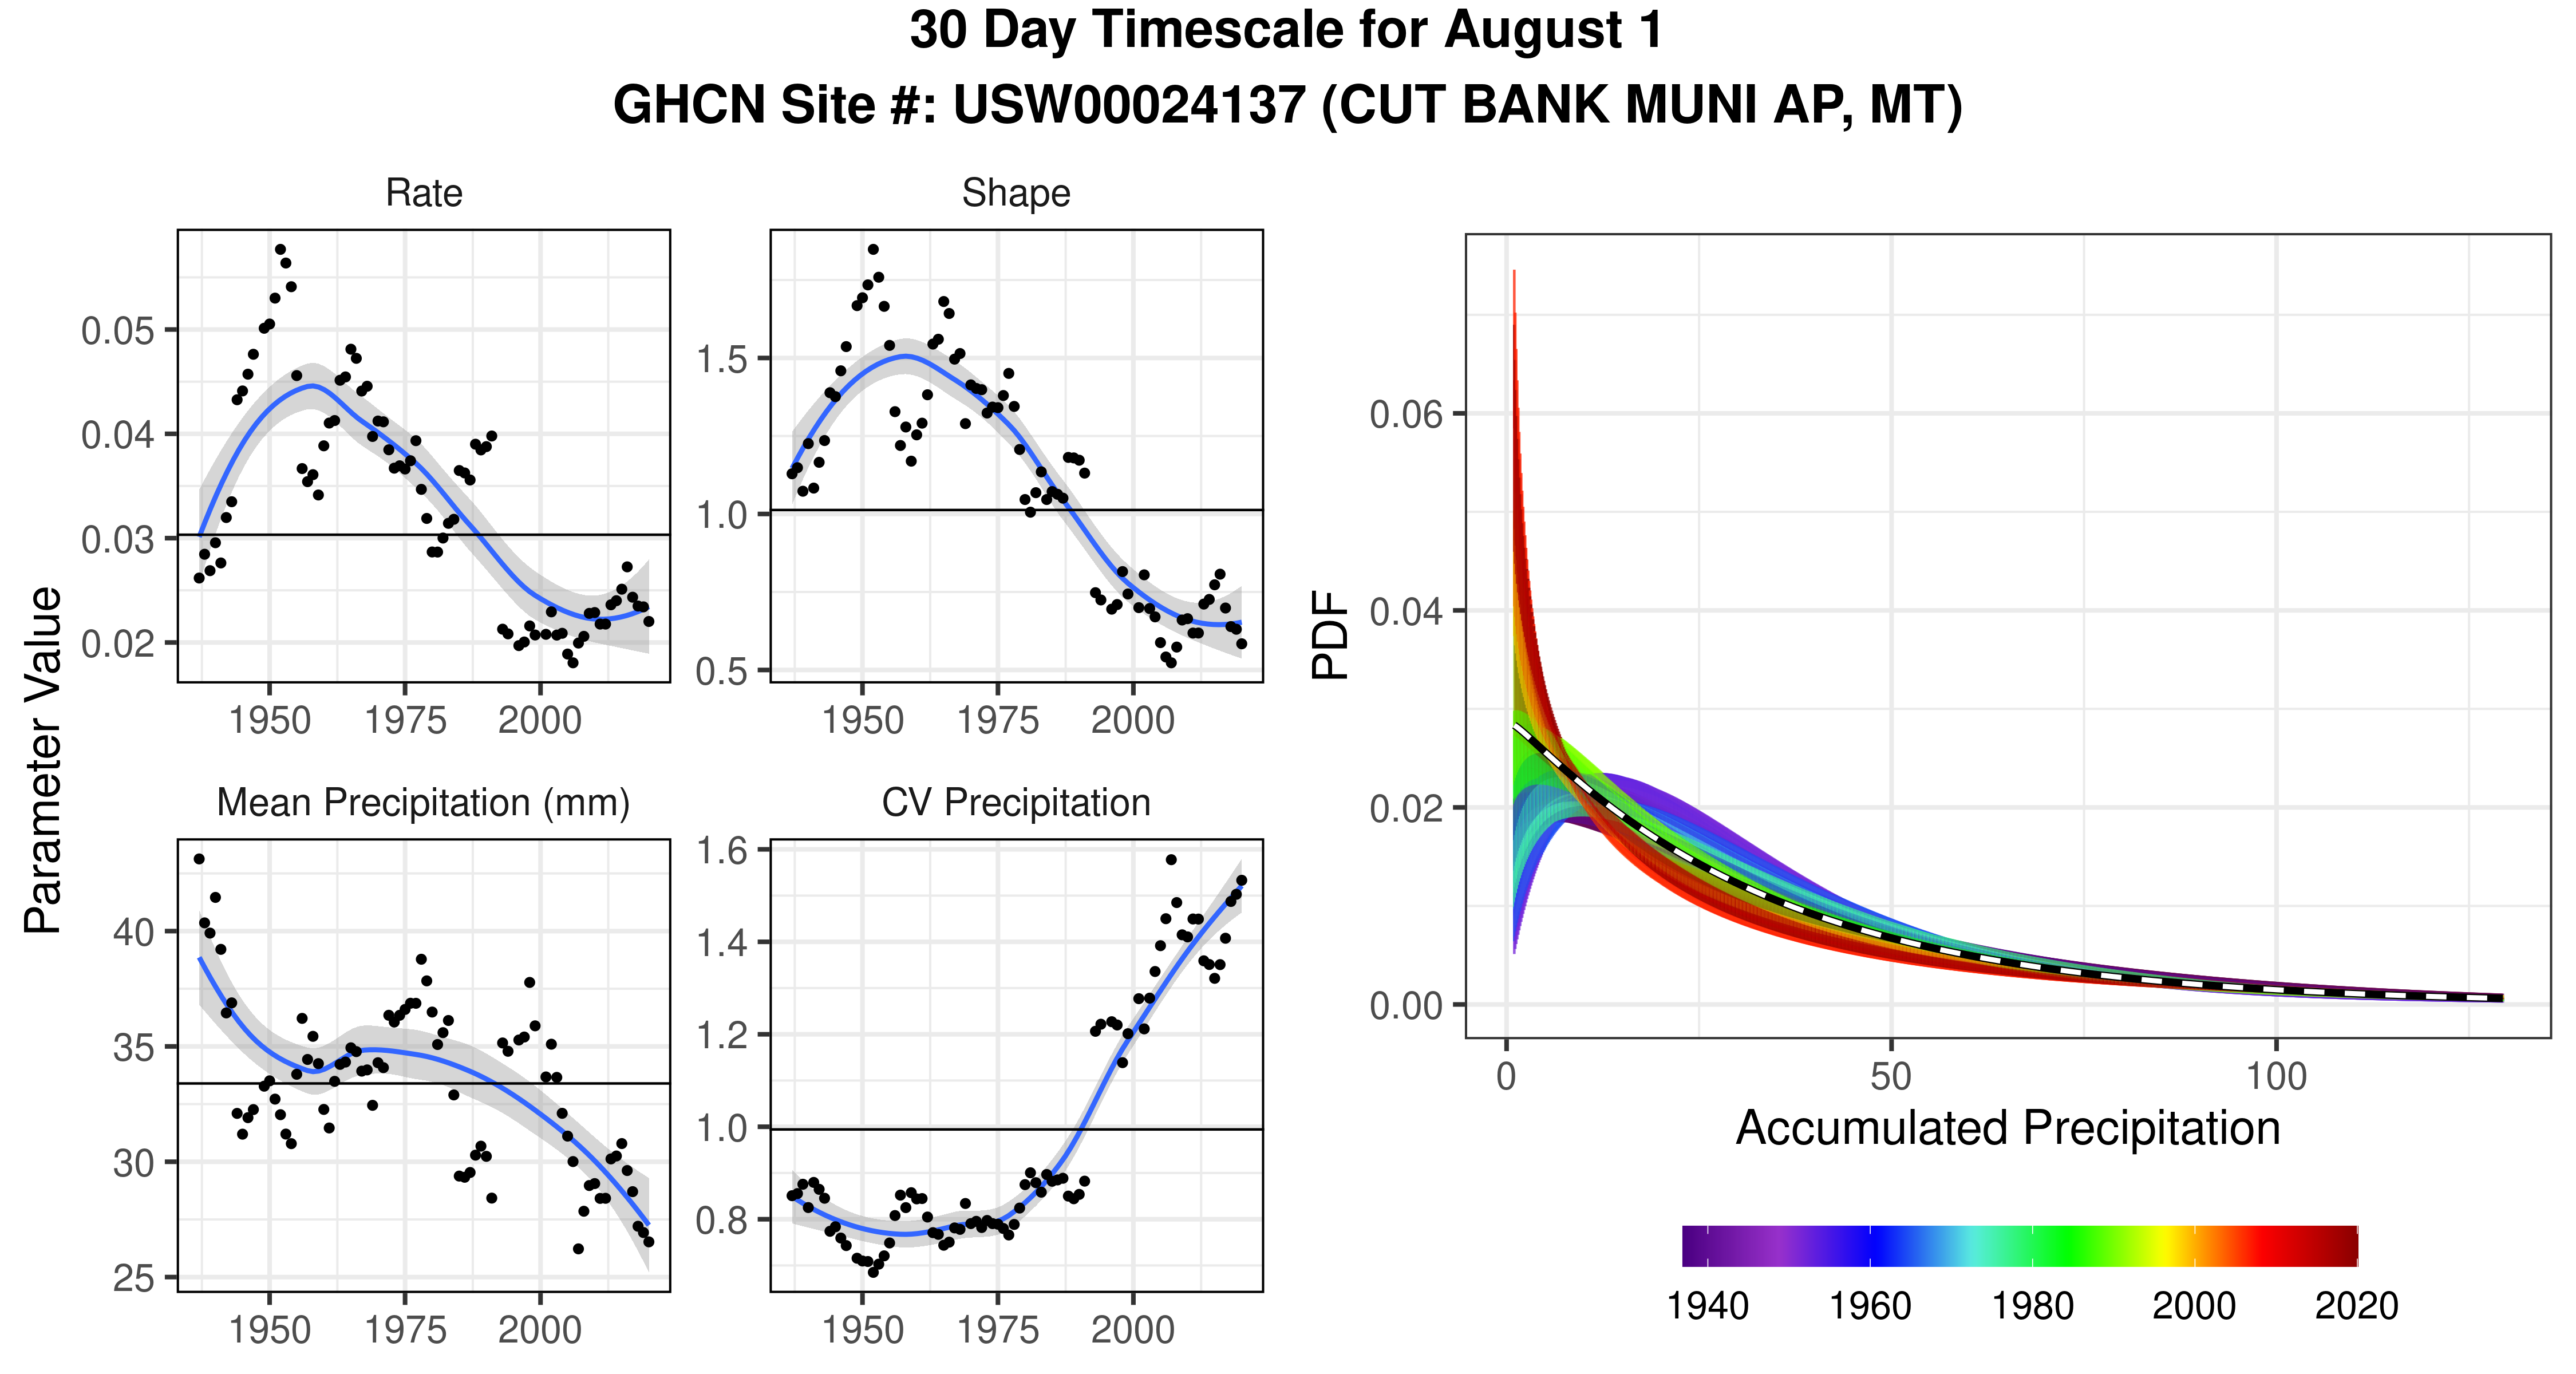 30 Day Timescale for August 1
GHCN Site #: USW00024137 (CUT BANK MUNI AP, MT)
Parameter Value
Rate
0.05
0.04
0.03
0.02
1950 1975 2000
Shape
1.5
1.0
0.5
1950 1975 2000
Mean Precipitation (mm)
40
35
30
25
1950 1975 2000
CV Precipitation
1.6
1.4
1.2
1.0
0.8
1950 1975 2000
PDF
0.06
0.04
0.02
0.00
0 50 100
Accumulated Precipitation
1940 1960 1980 2000 2020